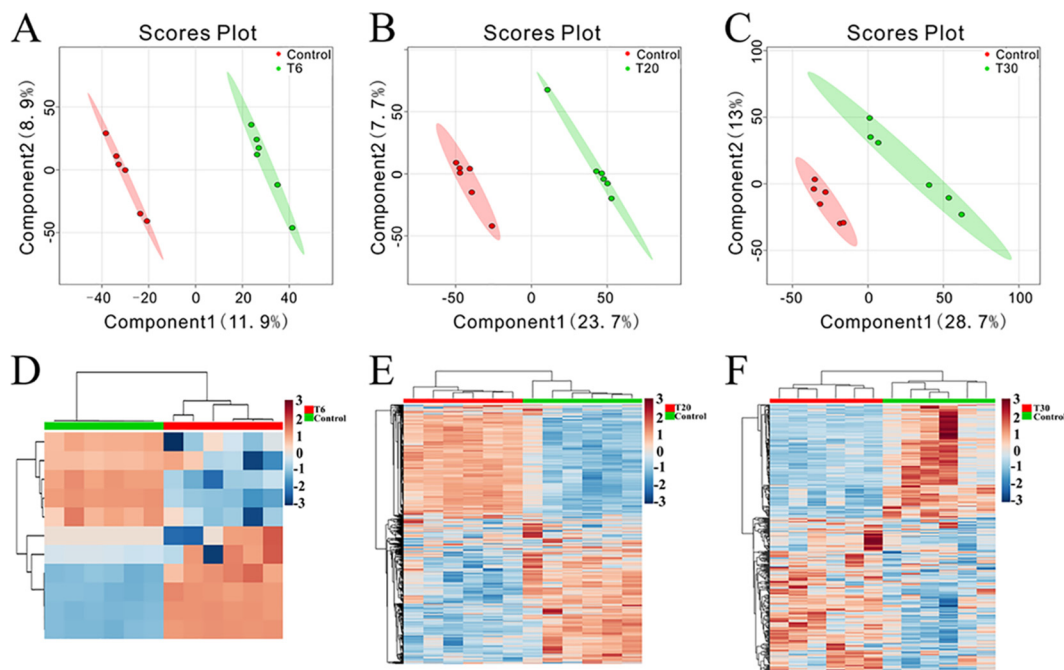 A
Scores Plot
Control
T6
Component2 (8.9%)
50
0
-50
-40
-20
0
20
40
Component1 (11.9%)
B
Scores Plot
Control
T20
Component2 (7.7%)
50
0
-50
-50
0
50
Component1 (23.7%)
C
Scores Plot
Control
T30
Component2 (13%)
100
50
0
-50
-50
0
50
100
Component1 (28.7%)
D
T6
Control
3
2
1
0
-1
-2
-3
E
T20
Control
3
2
1
0
-1
-2
-3
F
T30
Control
3
2
1
0
-1
-2
-3